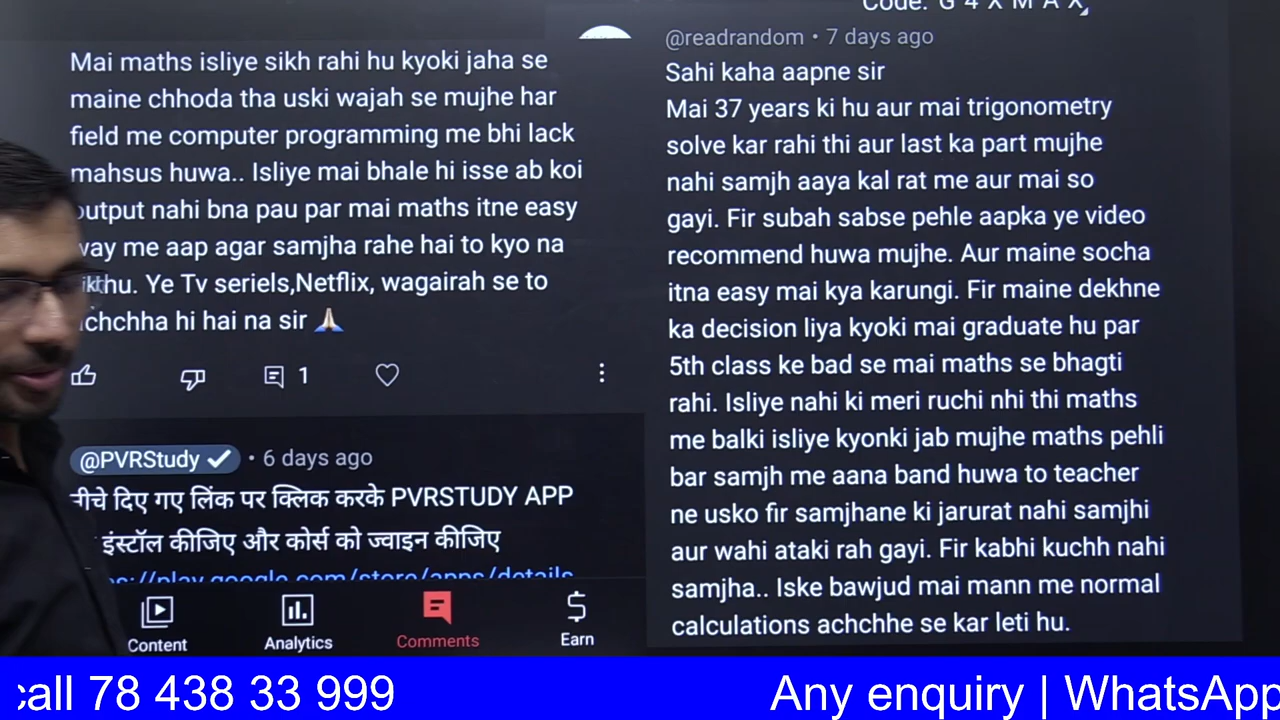 Code: G 4 X M A X
Mai maths isliye sikh rahi hu kyoki jaha se
maine chhoda tha uski wajah se mujhe har
field me computer programming me bhi lack
mahsus huwa.. Isliye mai bhale hi isse ab koi
output nahi bna pau par mai maths itne easy
way me aap agar samjha rahe hai to kyo na
hu. Ye Tv seriels,Netflix, wagairah se to
chchha hi hai na sir 🙏
1
@PVRStudy • 6 days ago
नीचे दिए गए लिंक पर क्लिक करके PVRSTUDY APP
इंस्टॉल कीजिए और कोर्स को ज्वाइन कीजिए
://play.google.com/store/apps/details
Content
Analytics
Comments
Earn
@readrandom • 7 days ago
Sahi kaha aapne sir
Mai 37 years ki hu aur mai trigonometry
solve kar rahi thi aur last ka part mujhe
nahi samjh aaya kal rat me aur mai so
gayi. Fir subah sabse pehle aapka ye video
recommend huwa mujhe. Aur maine socha
itna easy mai kya karungi. Fir maine dekhne
ka decision liya kyoki mai graduate hu par
5th class ke bad se mai maths se bhagti
rahi. Isliye nahi ki meri ruchi nhi thi maths
me balki isliye kyonki jab mujhe maths pehli
bar samjh me aana band huwa to teacher
ne usko fir samjhane ki jarurat nahi samjhi
aur wahi ataki rah gayi. Fir kabhi kuchh nahi
samjha.. Iske bawjud mai mann me normal
calculations achchhe se kar leti hu.
call 78 438 33 999
Any enquiry | WhatsApp